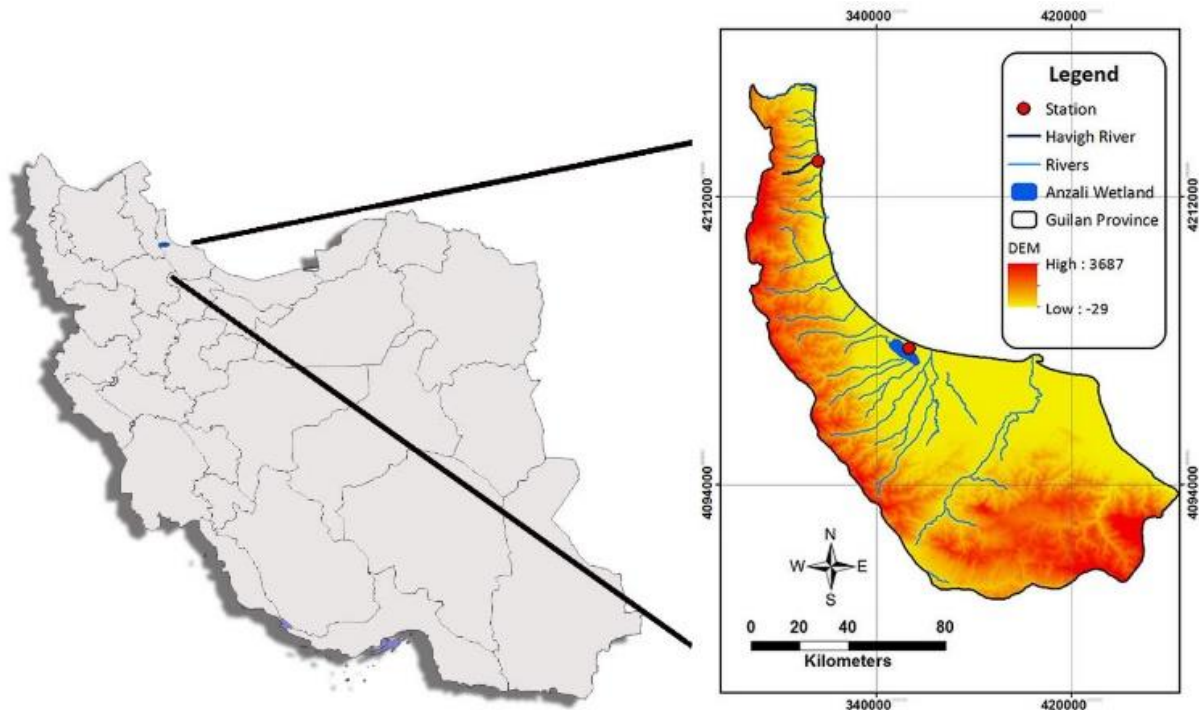 340000
420000
Legend
Station
Havigh River
Rivers
Anzali Wetland
Guilan Province
DEM
High : 3687
Low : -29
4212000
4212000
4094000
4094000
N
W
E
S
0
20
40
80
Kilometers
340000
420000